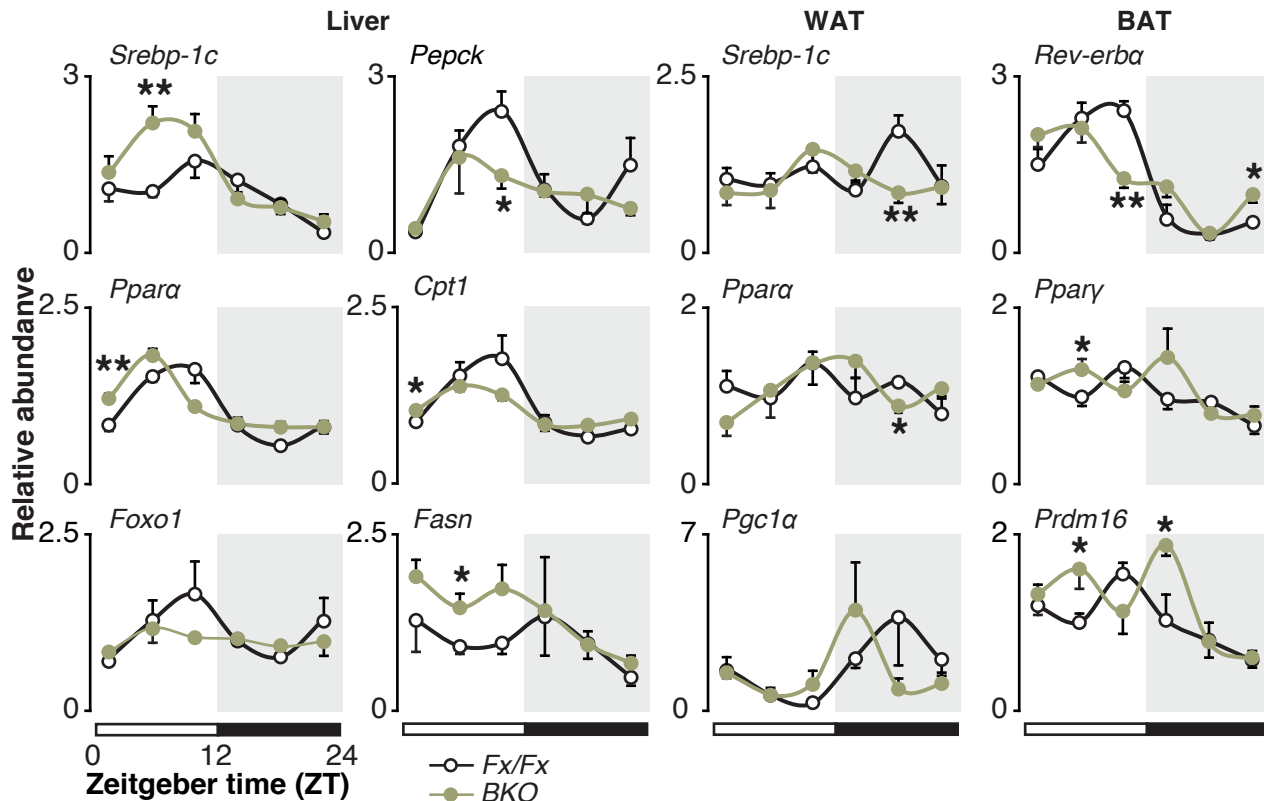 Liver WAT BAT
Srebp-1c Pepck Srebp-1c Rev-erbα
3 3 2.5 3
** * ** ** *
0 0 0 0
Pparα Cpt1 Pparα Pparγ
2.5 2.5 2 2
** * * *
0 0 0 0
Foxo1 Fasn Pgc1α Prdm16
2.5 2.5 7 2
* * *
0 0 0 0
Relative abundanve
0 12 24
Zeitgeber time (ZT)
Fx/Fx
BKO